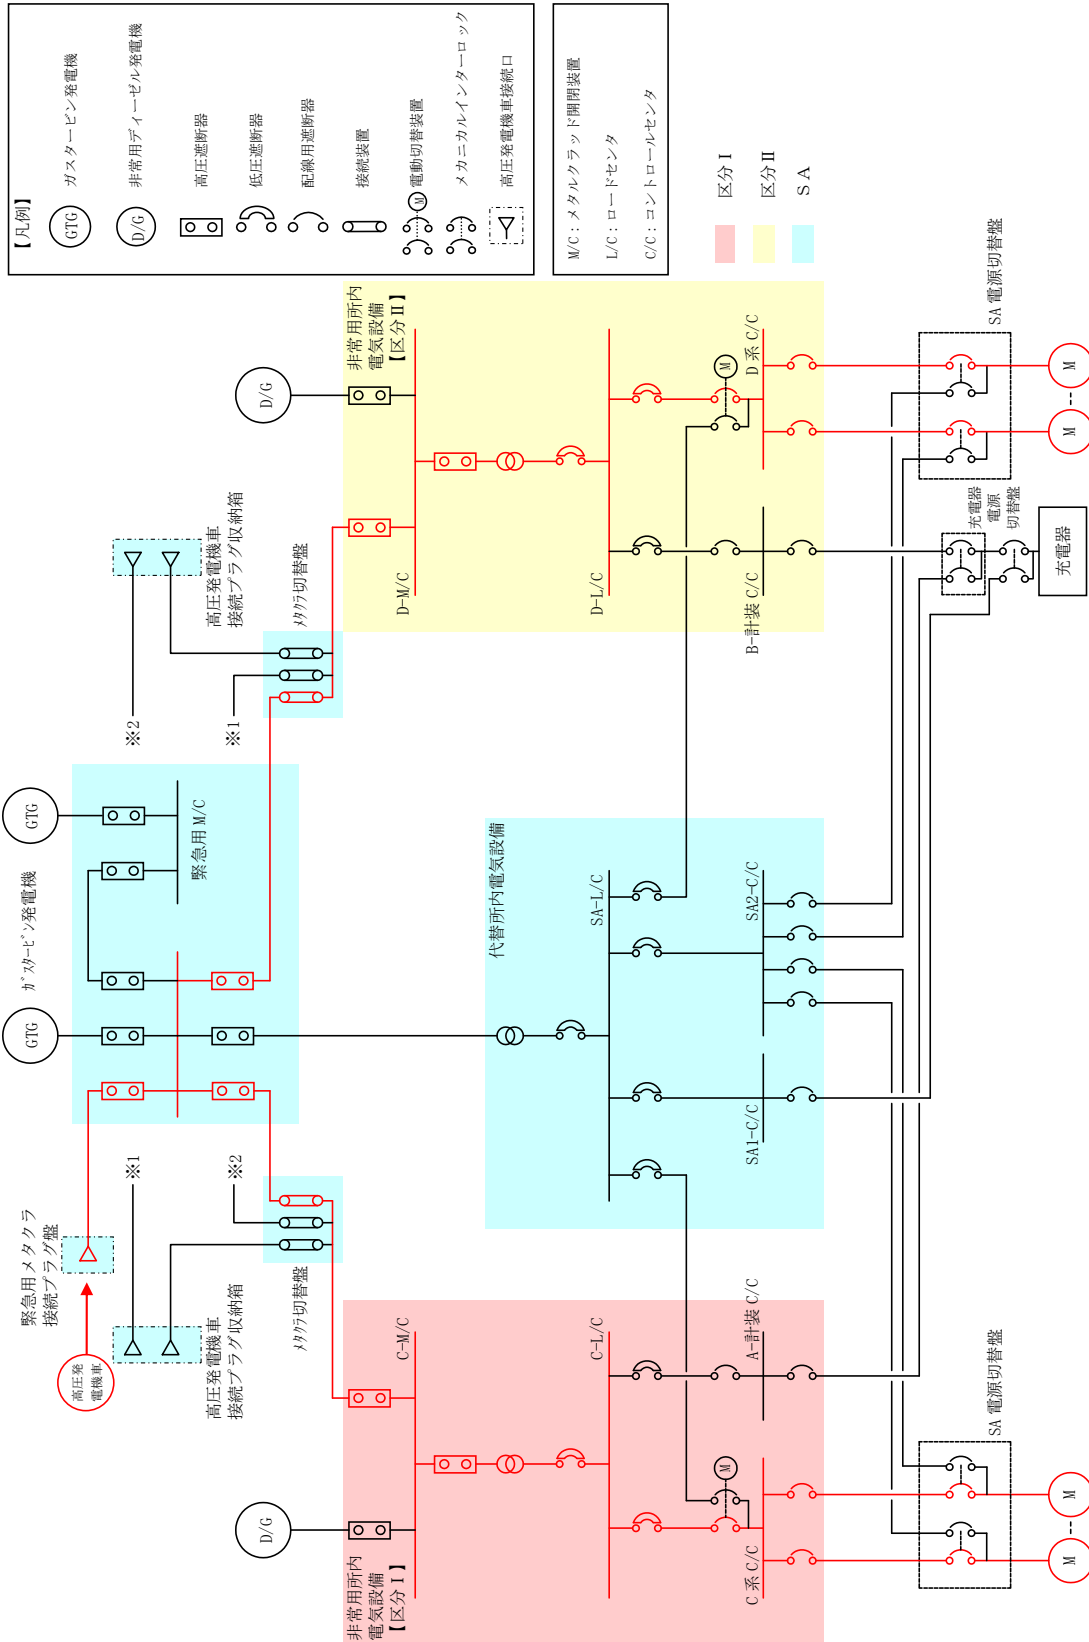 【凡例】
GTG
ガスタービン発電機
D/G
非常用ディーゼル発電機
高圧遮断器
低圧遮断器
配線用遮断器
接続装置
M
電動切替装置
メカニカルインターロック
高圧発電機車接続口
M/C：メタルクラッド開閉装置
L/C：ロードセンタ
C/C：コントロールセンタ
区分Ⅰ
区分Ⅱ
ＳＡ
緊急用メタクラ
接続プラグ盤
高圧発
電機車
GTG
ガスタービン発電機
GTG
緊急用 M/C
※1
※2
高圧発電機車
接続プラグ収納箱
※2
※1
高圧発電機車
接続プラグ収納箱
メタクラ切替盤
メタクラ切替盤
D/G
非常用所内
電気設備
【区分Ⅰ】
C-M/C
C-L/C
C 系 C/C
M
A-計装 C/C
代替所内電気設備
SA-L/C
SA1-C/C
SA2-C/C
D/G
非常用所内
電気設備
【区分Ⅱ】
D-M/C
D-L/C
B-計装 C/C
M
D 系 C/C
SA 電源切替盤
M
M
充電器
電源
切替盤
充電器
SA 電源切替盤
M
M